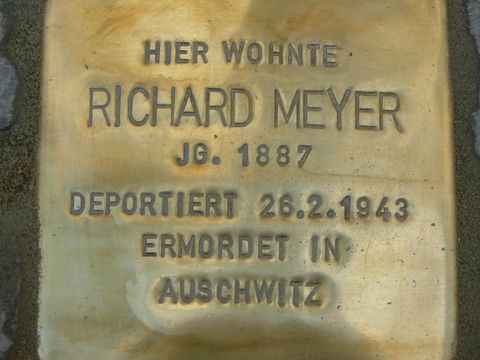 HIER WOHNTE
RICHARD MEYER
JG. 1887
DEPORTIERT 26.2.1943
ERMORDET IN
AUSCHWITZ